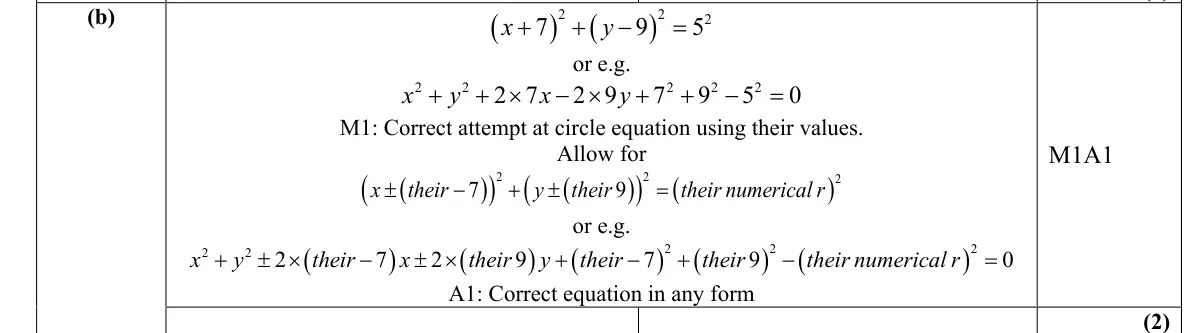 (b)
(x + 7)² + (y − 9)² = 5²
or e.g.
x² + y² + 2 × 7x − 2 × 9y + 7² + 9² − 5² = 0
M1: Correct attempt at circle equation using their values.
Allow for
M1A1
(x ± (their − 7))² + (y ± (their 9))² = (their numerical r)²
or e.g.
x² + y² ± 2 × (their − 7) x ± 2 × (their 9) y + (their − 7)² + (their 9)² − (their numerical r)² = 0
A1: Correct equation in any form
(2)